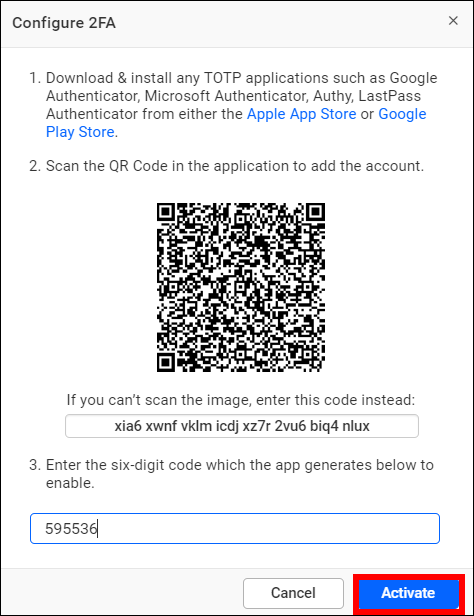 Configure 2FA
×
1. Download & install any TOTP applications such as Google
Authenticator, Microsoft Authenticator, Authy, LastPass
Authenticator from either the Apple App Store or Google
Play Store.
2. Scan the QR Code in the application to add the account.
If you can't scan the image, enter this code instead:
xia6 xwnf vklm icdj xz7r 2vu6 biq4 nlux
3. Enter the six-digit code which the app generates below to
enable.
595536
Cancel Activate